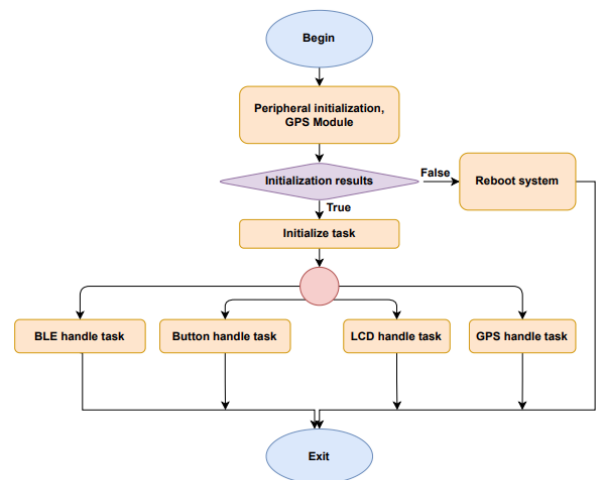 Begin
Peripheral initialization,
GPS Module
Initialization results
False
Reboot system
True
Initialize task
BLE handle task
Button handle task
LCD handle task
GPS handle task
Exit